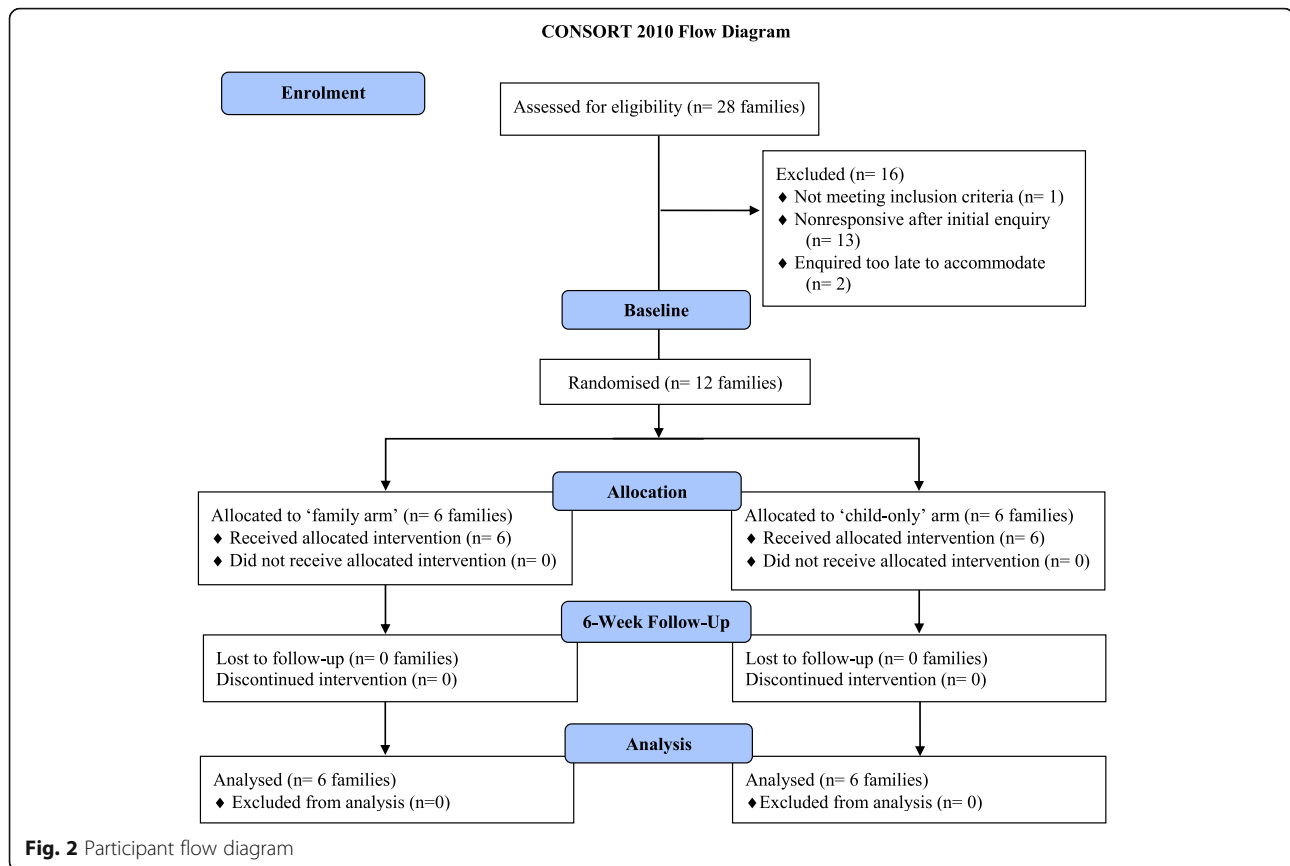 CONSORT 2010 Flow Diagram
Enrolment
Assessed for eligibility (n= 28 families)
Excluded (n= 16)
♦ Not meeting inclusion criteria (n= 1)
♦ Nonresponsive after initial enquiry
(n= 13)
♦ Enquired too late to accommodate
(n= 2)
Baseline
Randomised (n= 12 families)
Allocation
Allocated to ‘family arm’ (n= 6 families)
♦ Received allocated intervention (n= 6)
♦ Did not receive allocated intervention (n= 0)
Allocated to ‘child-only’ arm (n= 6 families)
♦ Received allocated intervention (n= 6)
♦ Did not receive allocated intervention (n= 0)
6-Week Follow-Up
Lost to follow-up (n= 0 families)
Discontinued intervention (n= 0)
Lost to follow-up (n= 0 families)
Discontinued intervention (n= 0)
Analysis
Analysed (n= 6 families)
♦ Excluded from analysis (n=0)
Analysed (n= 6 families)
♦Excluded from analysis (n= 0)
Fig. 2 Participant flow diagram